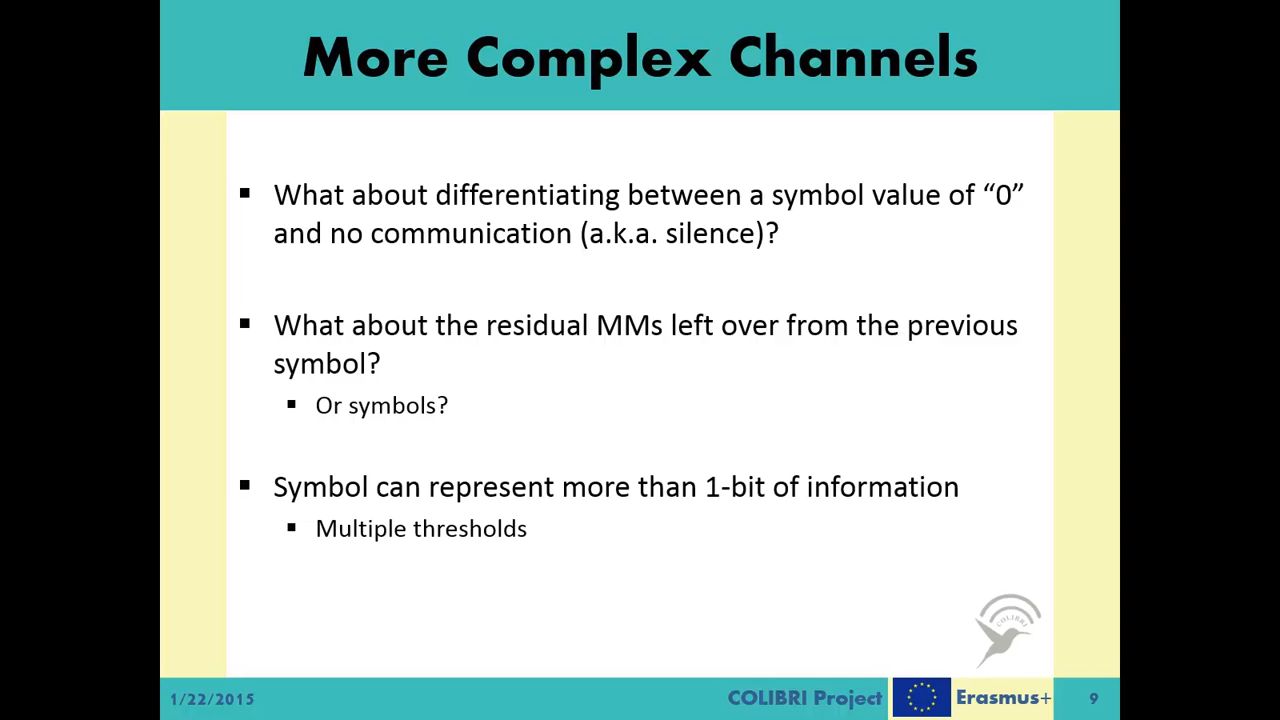 More Complex Channels
▪ What about differentiating between a symbol value of “0”
and no communication (a.k.a. silence)?
▪ What about the residual MMs left over from the previous
symbol?
▪ Or symbols?
▪ Symbol can represent more than 1-bit of information
▪ Multiple thresholds
COLIBRI
1/22/2015
COLIBRI Project
Erasmus+
9